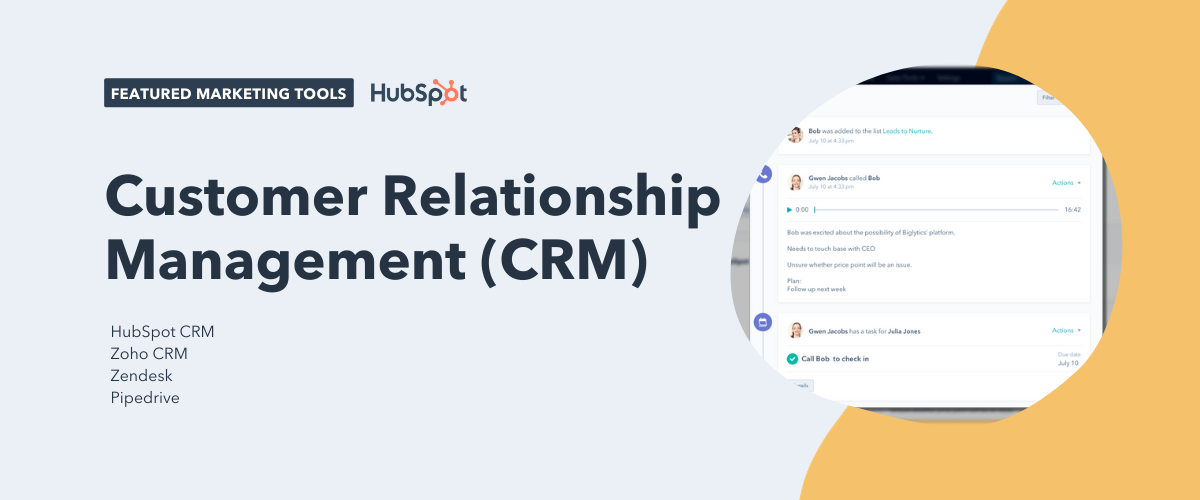 FEATURED MARKETING TOOLS
HubSpot
Customer Relationship
Management (CRM)
HubSpot CRM
Zoho CRM
Zendesk
Pipedrive
Bob was added to the list Leads to Nurture.
July 10 at 4:33 pm
Gwen Jacobs called Bob
July 10 at 4:33 pm
Actions
0:00
16:42
Bob was excited about the possibility of Biglytics' platform.
Needs to touch base with CEO
Unsure whether price point will be an issue.
Plan:
Follow up next week
Gwen Jacobs has a task for Julia Jones
Actions
Call Bob to check in
Due date
July 10